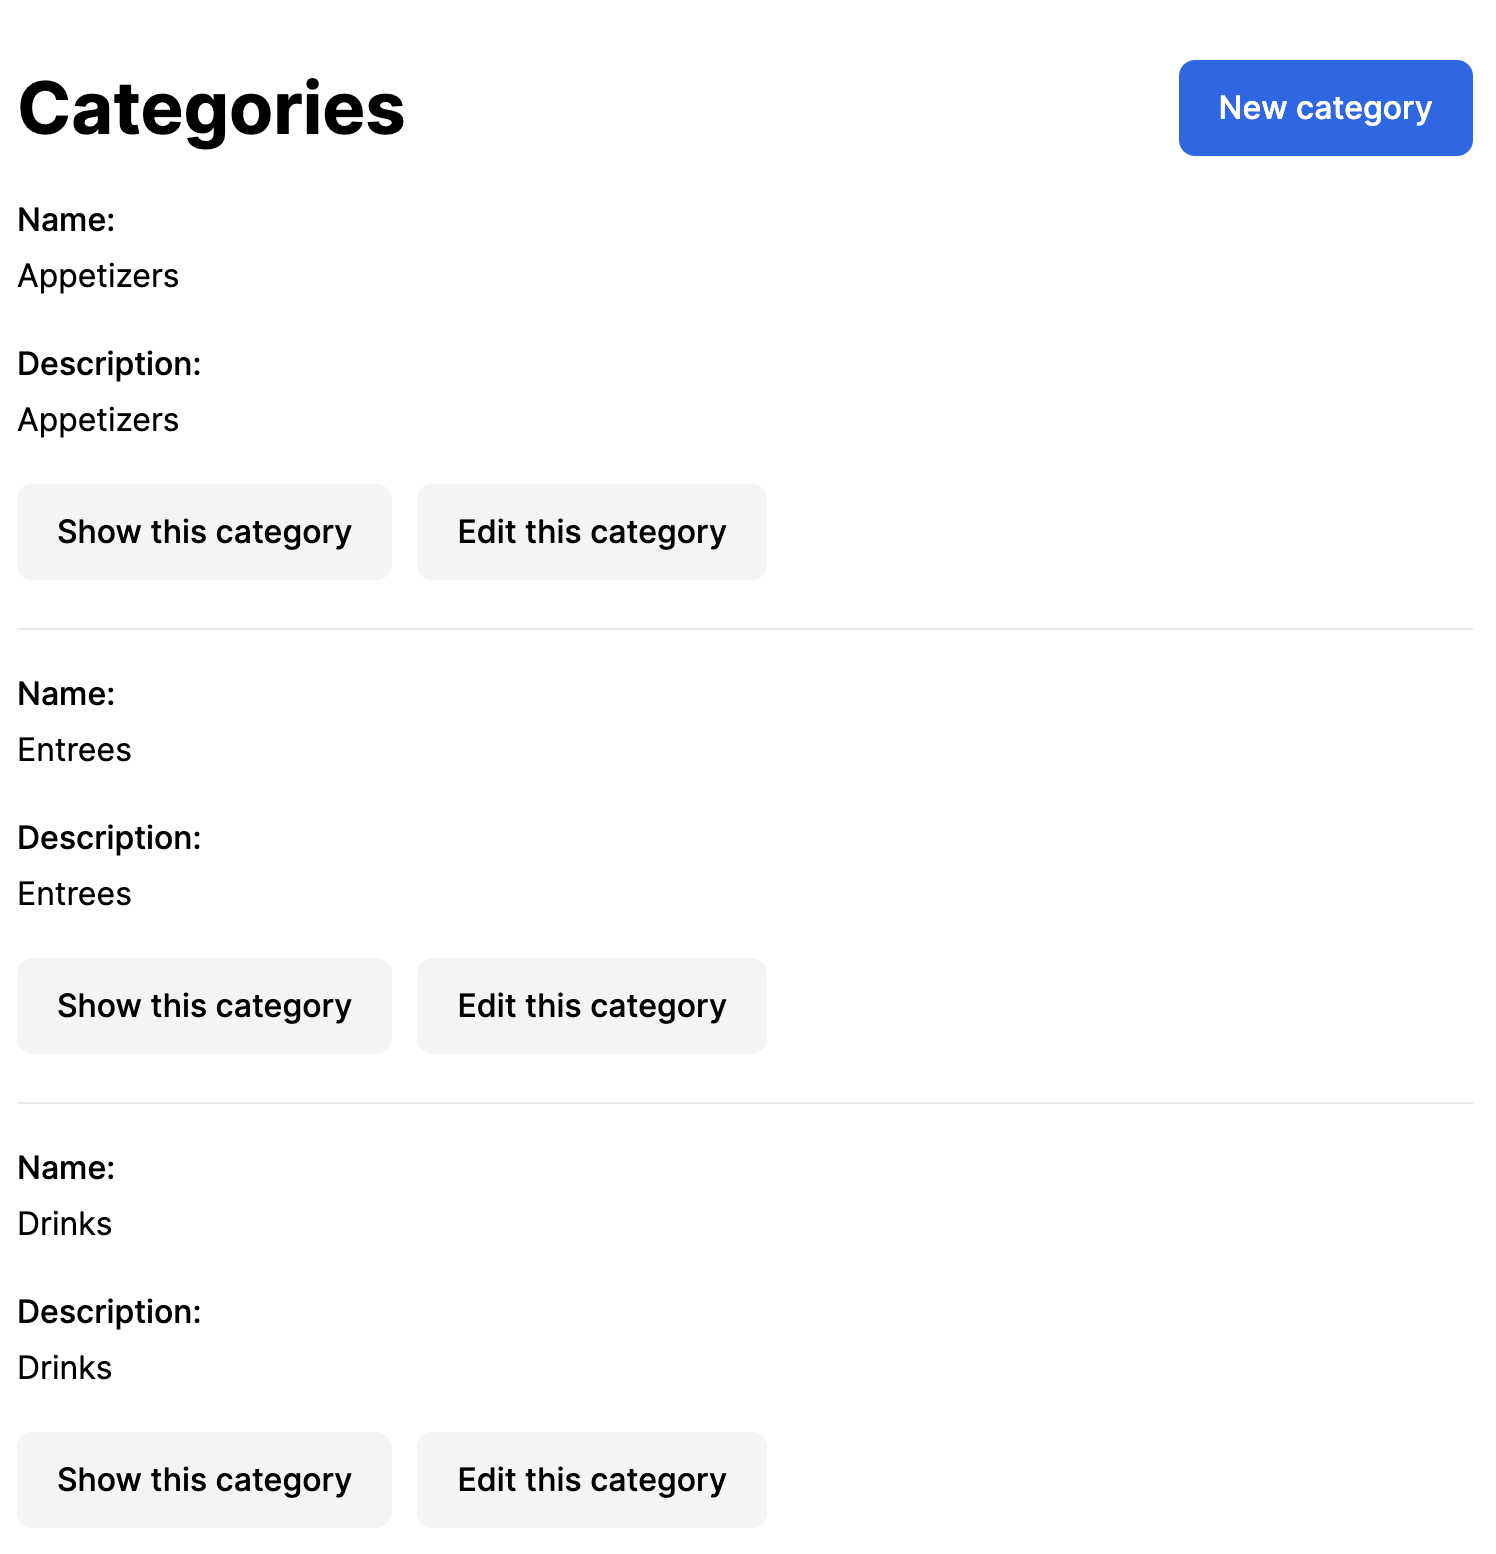 Categories
New category
Name:
Appetizers
Description:
Appetizers
Show this category
Edit this category
Name:
Entrees
Description:
Entrees
Show this category
Edit this category
Name:
Drinks
Description:
Drinks
Show this category
Edit this category